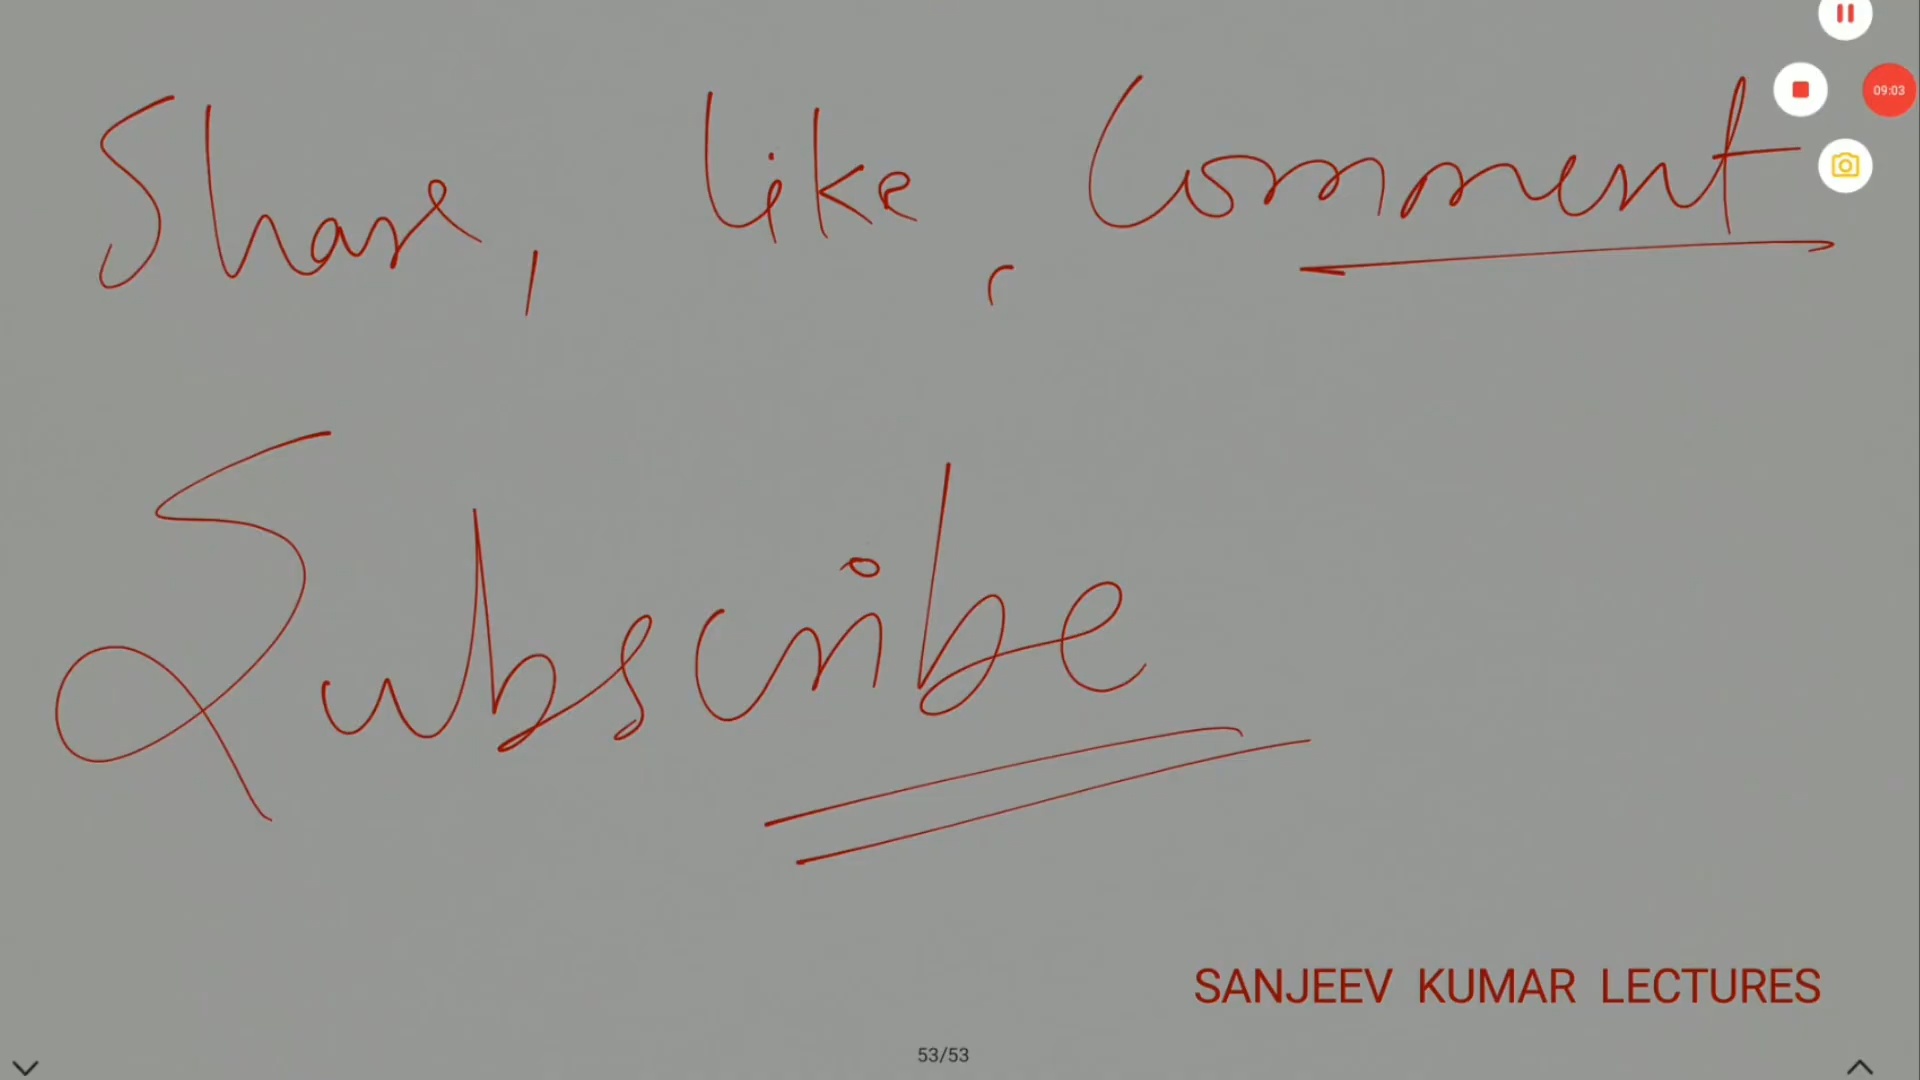 09:03
Share, like, Comment
Subscribe
SANJEEV KUMAR LECTURES
53/53